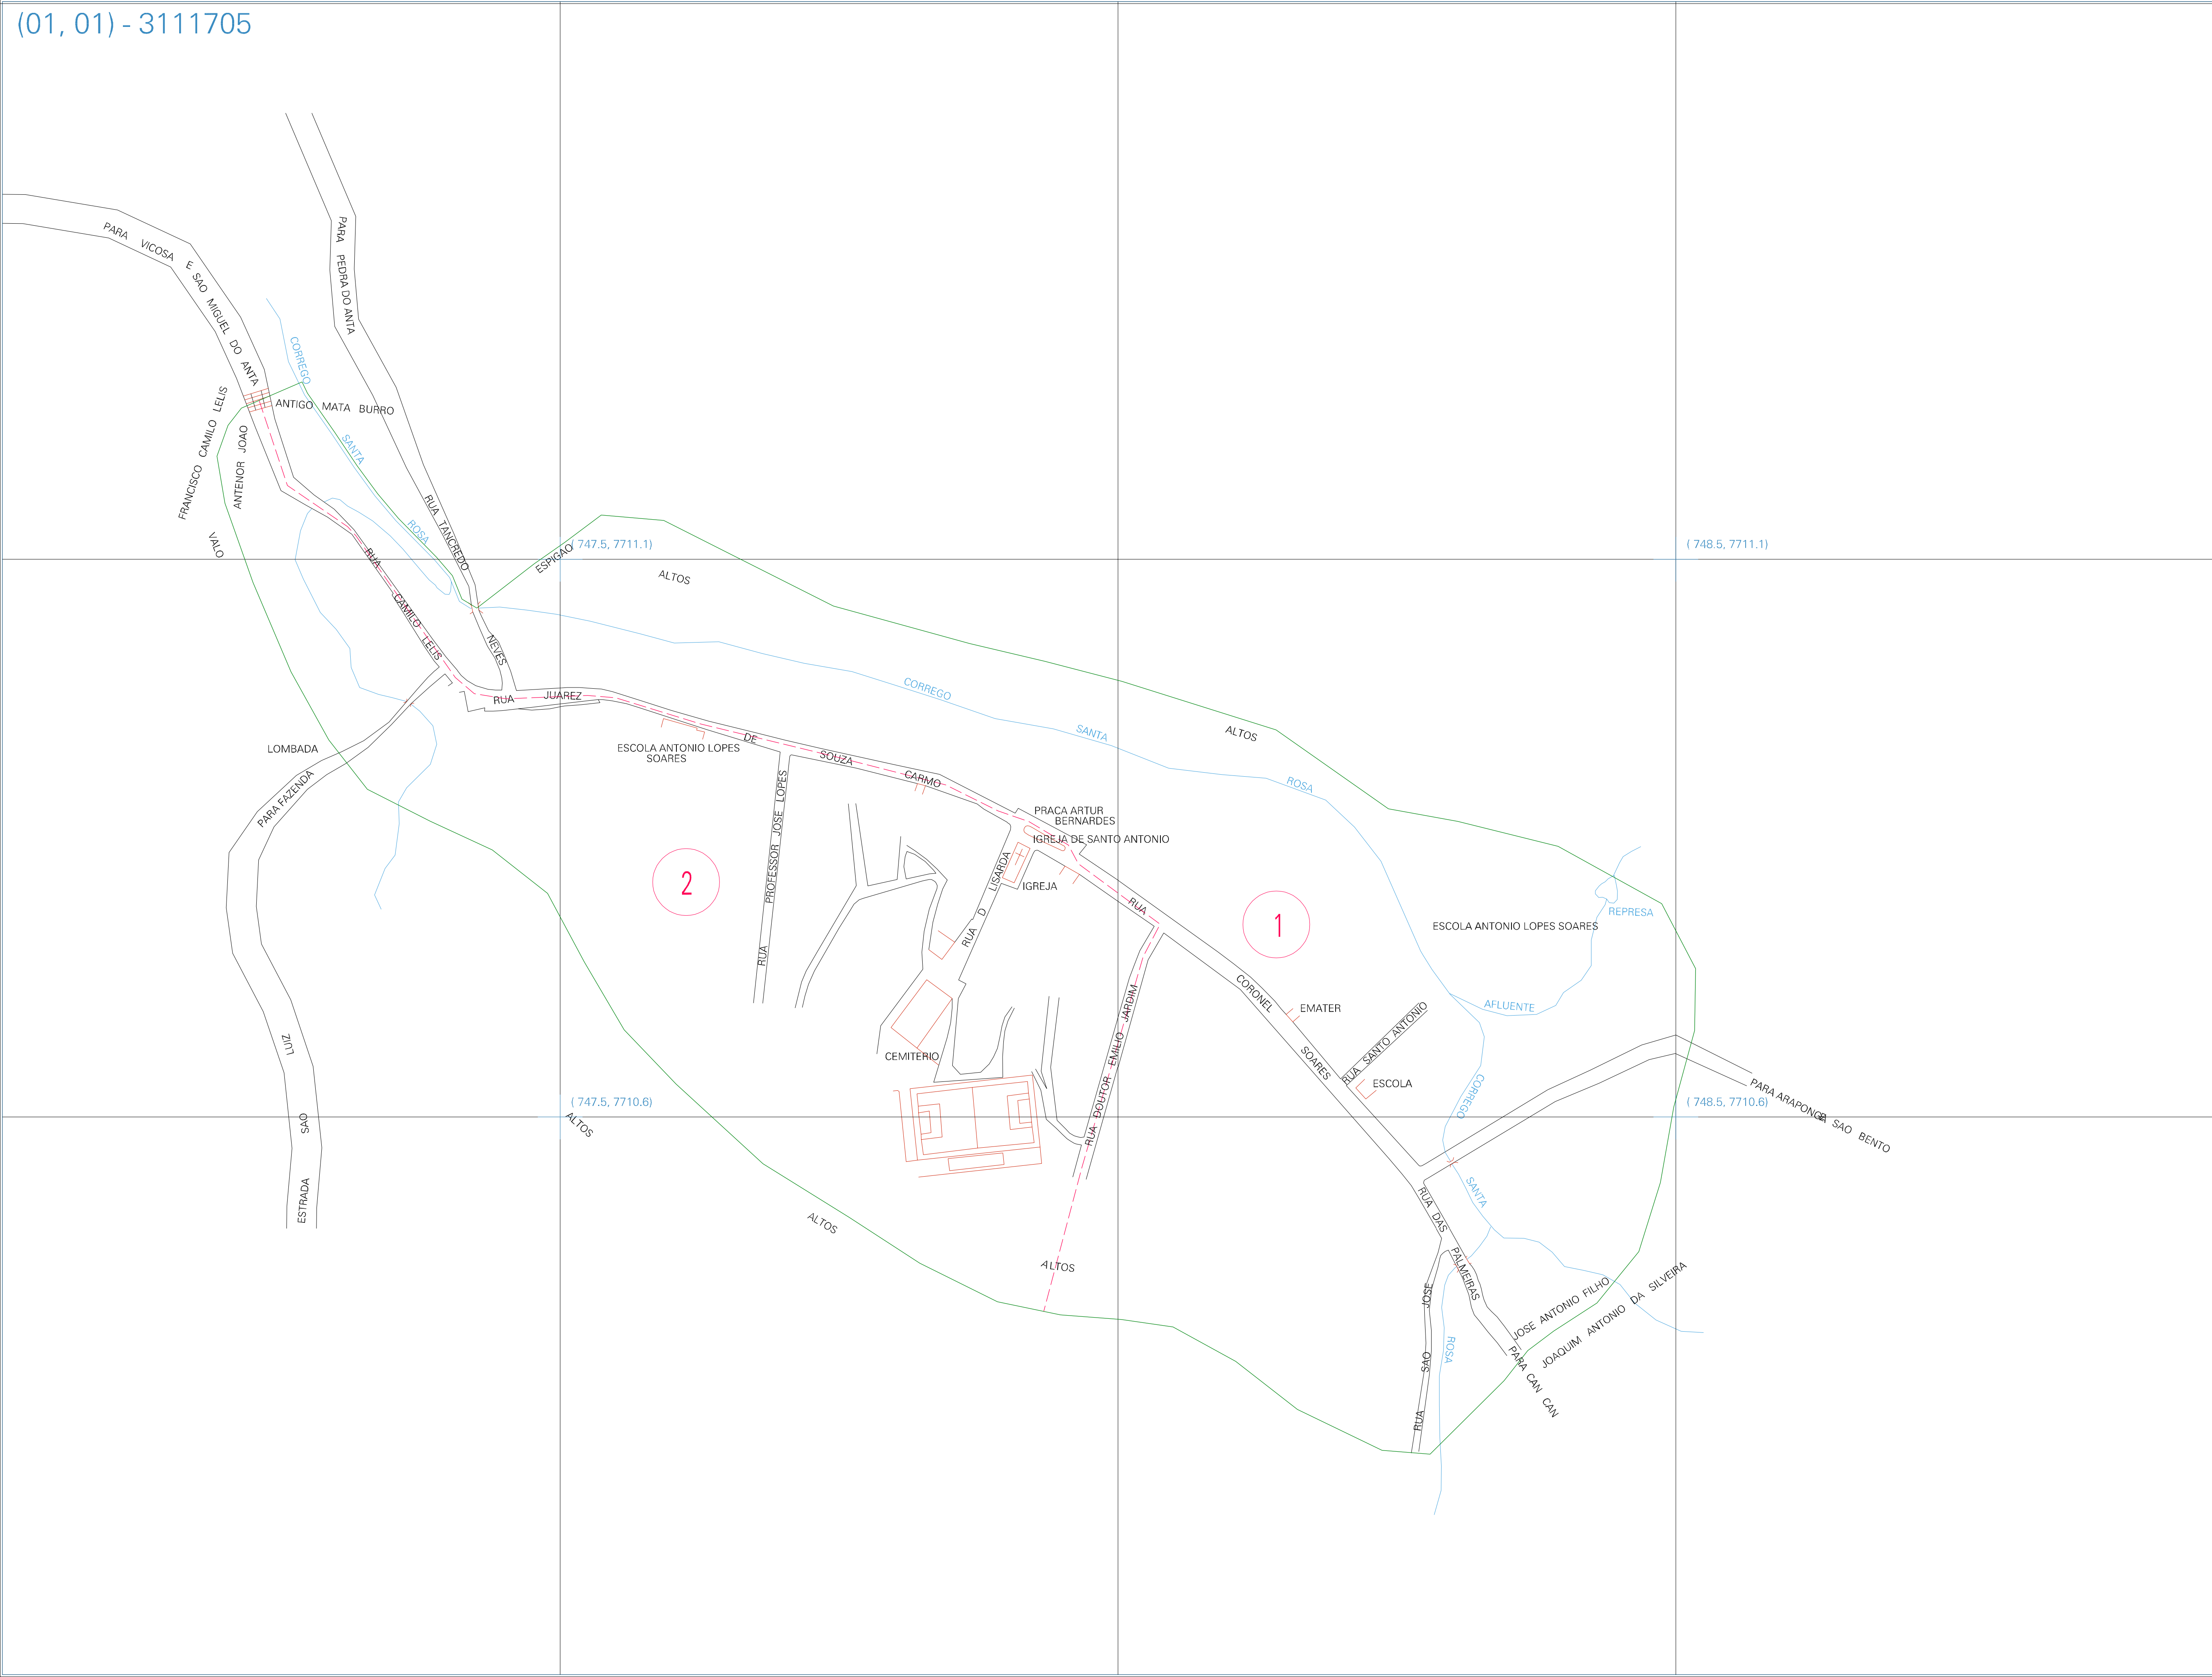 (01, 01) - 3111705
PARA VICOSA E SAO MIGUEL DO ANTA
PARA PEDRA DO ANTA
CORREGO SANTA ROSA
ANTIGO MATA BURRO
FRANCISCO CAMILO LELIS
ANTENOR JOAO
VALO
RUA TANCREDO NEVES
RUA CAMILO LELIS
ESPIGAO
( 747.5, 7711.1)
( 748.5, 7711.1)
ALTOS
RUA JUAREZ DE SOUZA CARMO
CORREGO SANTA ROSA
ALTOS
LOMBADA
PARA FAZENDA
ESCOLA ANTONIO LOPES
SOARES
PRACA ARTUR
BERNARDES
IGREJA DE SANTO ANTONIO
IGREJA
RUA PROFESSOR JOSE LOPES
RUA D LISARDA
2
1
RUA CORONEL SOARES
ESCOLA ANTONIO LOPES SOARES
REPRESA
AFLUENTE
EMATER
RUA SANTO ANTONIO
ESCOLA
RUA DOUTOR EMILIO JARDIM
CEMITERIO
ESTRADA SAO LUIZ
( 747.5, 7710.6)
( 748.5, 7710.6)
ALTOS
CORREGO SANTA ROSA
PARA ARAPONGA
E SAO BENTO
RUA DAS PALMEIRAS
ALTOS
ALTOS
RUA SAO JOSE
JOSE ANTONIO FILHO
JOAQUIM ANTONIO DA SILVEIRA
PARA CAN CAN